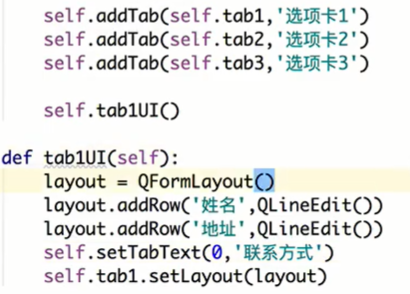 self.addTab(self.tab1,'选项卡1')
self.addTab(self.tab2,'选项卡2')
self.addTab(self.tab3,'选项卡3')
self.tab1UI()
def tab1UI(self):
layout = QFormLayout()
layout.addRow('姓名',QLineEdit())
layout.addRow('地址',QLineEdit())
self.setTabText(0,'联系方式')
self.tab1.setLayout(layout)